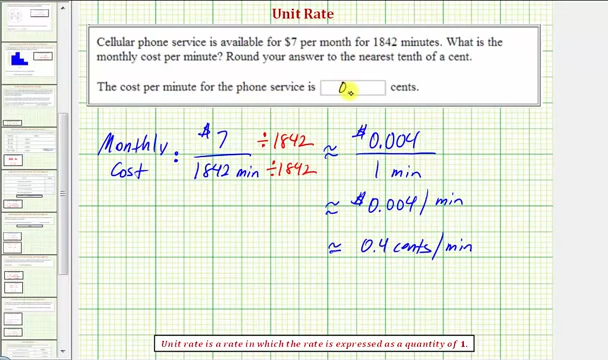 Unit Rate
Cellular phone service is available for $7 per month for 1842 minutes. What is the
monthly cost per minute? Round your answer to the nearest tenth of a cent.
The cost per minute for the phone service is 0. cents.
Monthly Cost : $7 / 1842 min ÷1842 / ÷1842 ≈ $0.004 / 1 min
≈ $0.004/min
≈ 0.4 cents/min
Unit rate is a rate in which the rate is expressed as a quantity of 1.